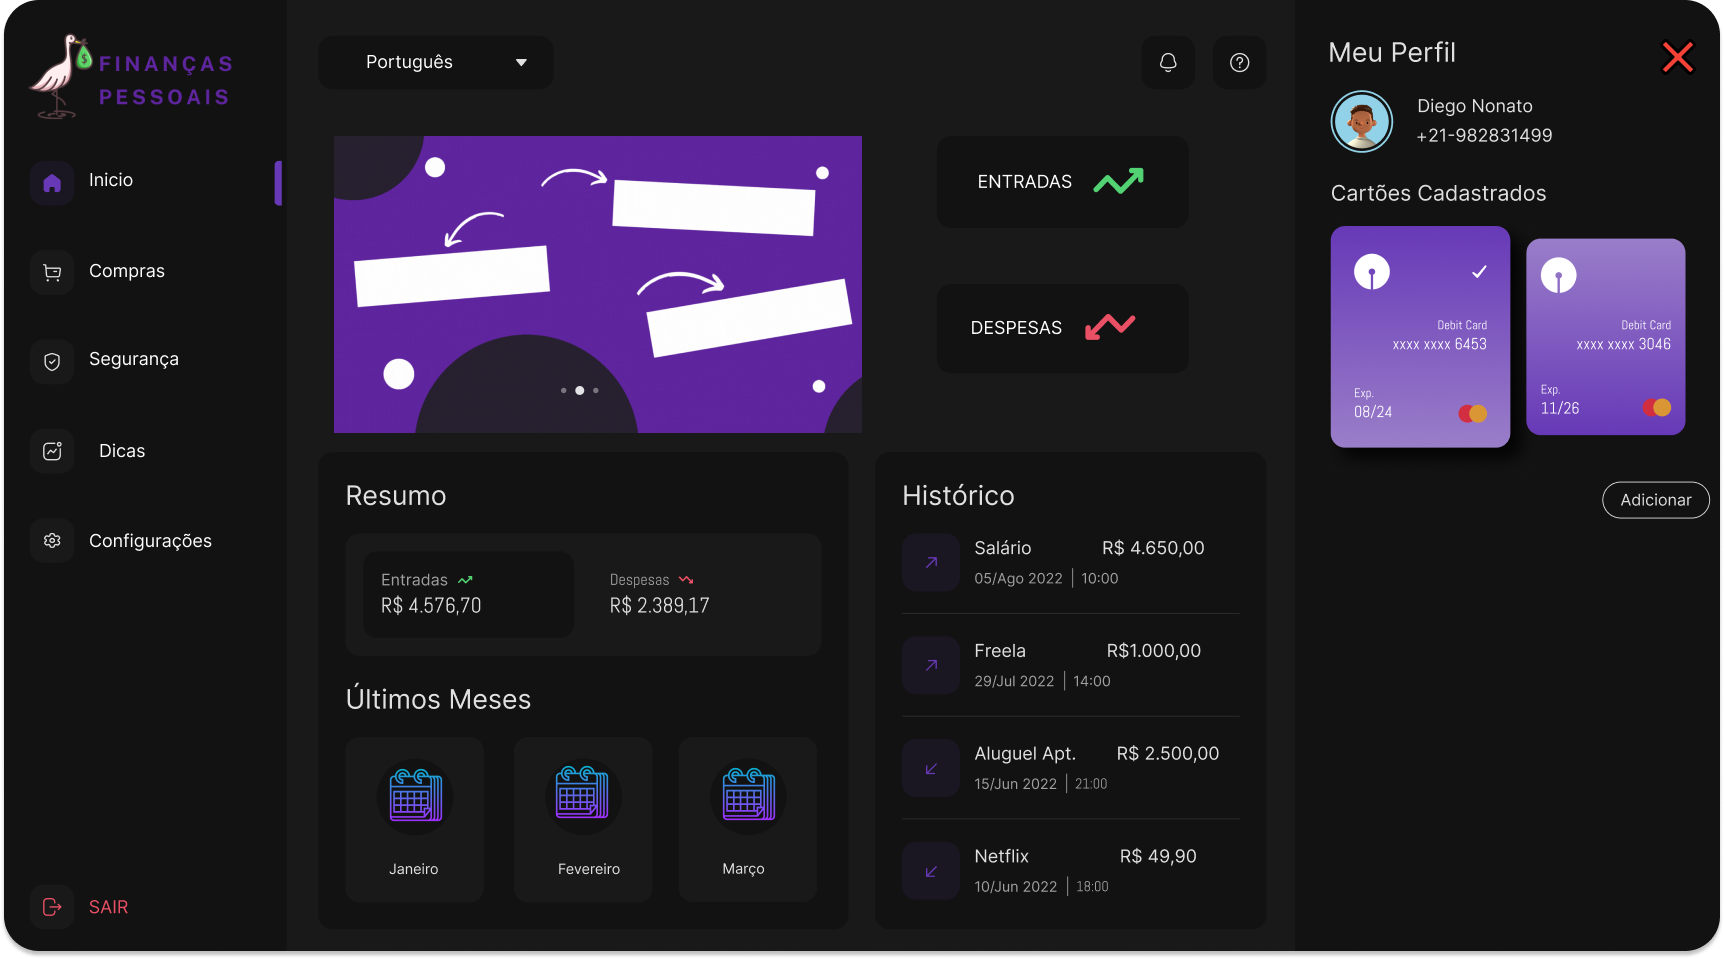 FINANÇAS
PESSOAIS
Inicio
Compras
Segurança
Dicas
Configurações
SAIR
Português
ENTRADAS
DESPESAS
Resumo
Entradas
R$ 4.576,70
Despesas
R$ 2.389,17
Últimos Meses
Janeiro
Fevereiro
Março
Histórico
Salário R$ 4.650,00
05/Ago 2022 | 10:00
Freela R$1.000,00
29/Jul 2022 | 14:00
Aluguel Apt. R$ 2.500,00
15/Jun 2022 | 21:00
Netflix R$ 49,90
10/Jun 2022 | 18:00
Meu Perfil
Diego Nonato
+21-982831499
Cartões Cadastrados
Debit Card
xxxx xxxx 6453
Exp.
08/24
Debit Card
xxxx xxxx 3046
Exp.
11/26
Adicionar